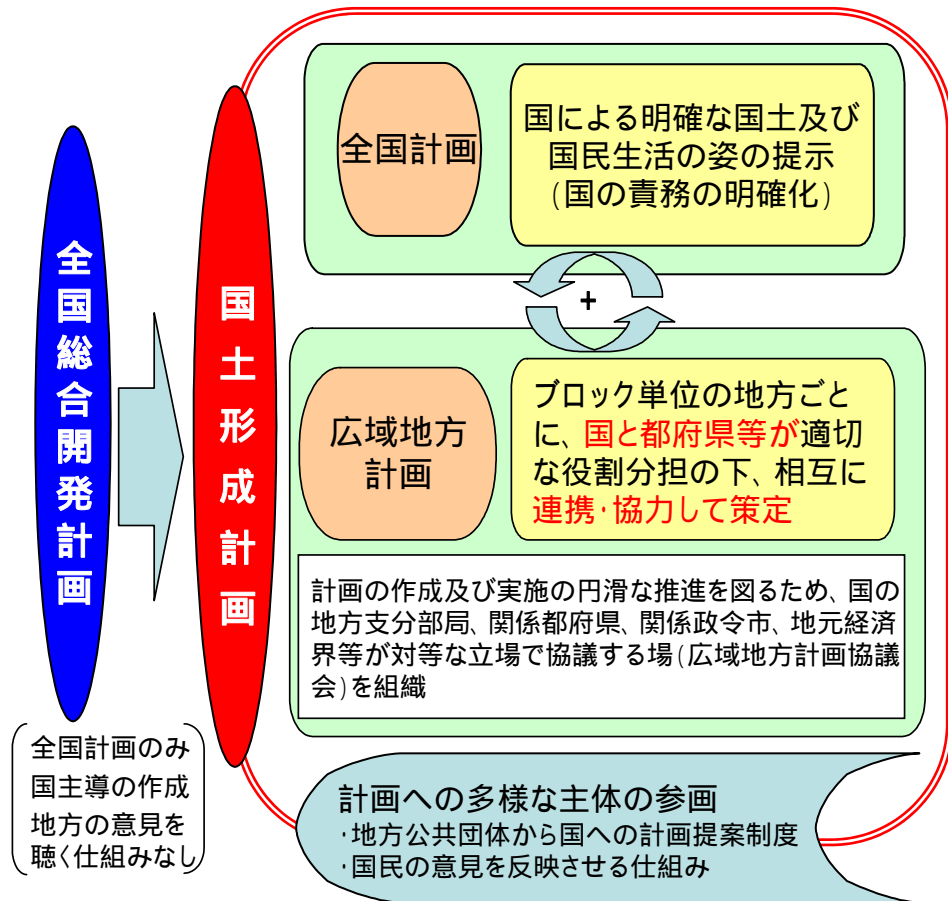 全国総合開発計画
全国計画のみ
国主導の作成
地方の意見を
聴く仕組みなし
国土形成計画
全国計画
国による明確な国土及び
国民生活の姿の提示
(国の責務の明確化)
+
広域地方
計画
ブロック単位の地方ごと
に、国と都府県等が適切
な役割分担の下、相互に
連携・協力して策定
計画の作成及び実施の円滑な推進を図るため、国の
地方支分部局、関係都府県、関係政令市、地元経済
界等が対等な立場で協議する場(広域地方計画協議
会)を組織
計画への多様な主体の参画
・地方公共団体から国への計画提案制度
・国民の意見を反映させる仕組み